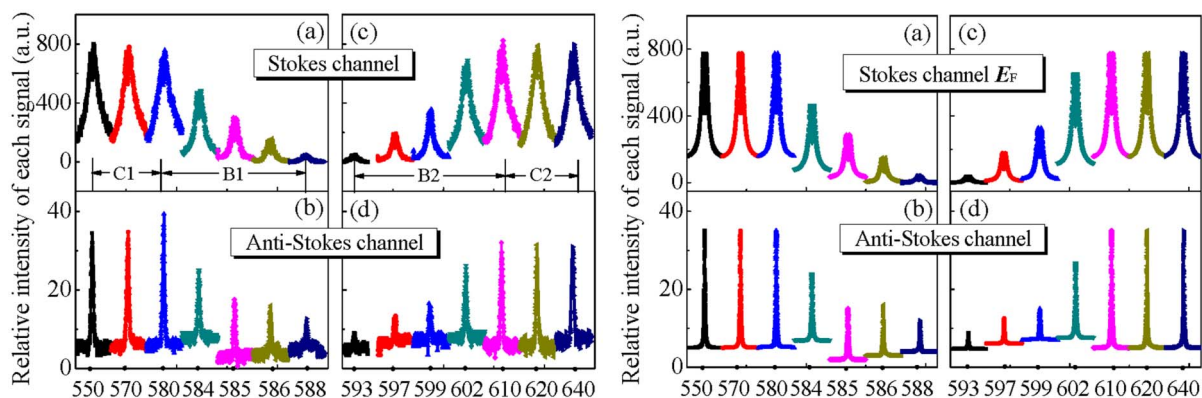 Relative intensity of each signal (a.u.)
800
400
0
(a)
(c)
Stokes channel
C1
B1
B2
C2
40
20
0
(b)
(d)
Anti-Stokes channel
550 570 580 584 585 586 588
593 597 599 602 610 620 640
Relative intensity of each signal (a.u.)
800
400
0
(a)
(c)
Stokes channel EF
40
20
0
(b)
(d)
Anti-Stokes channel
550 570 580 584 585 586 588
593 597 599 602 610 620 640